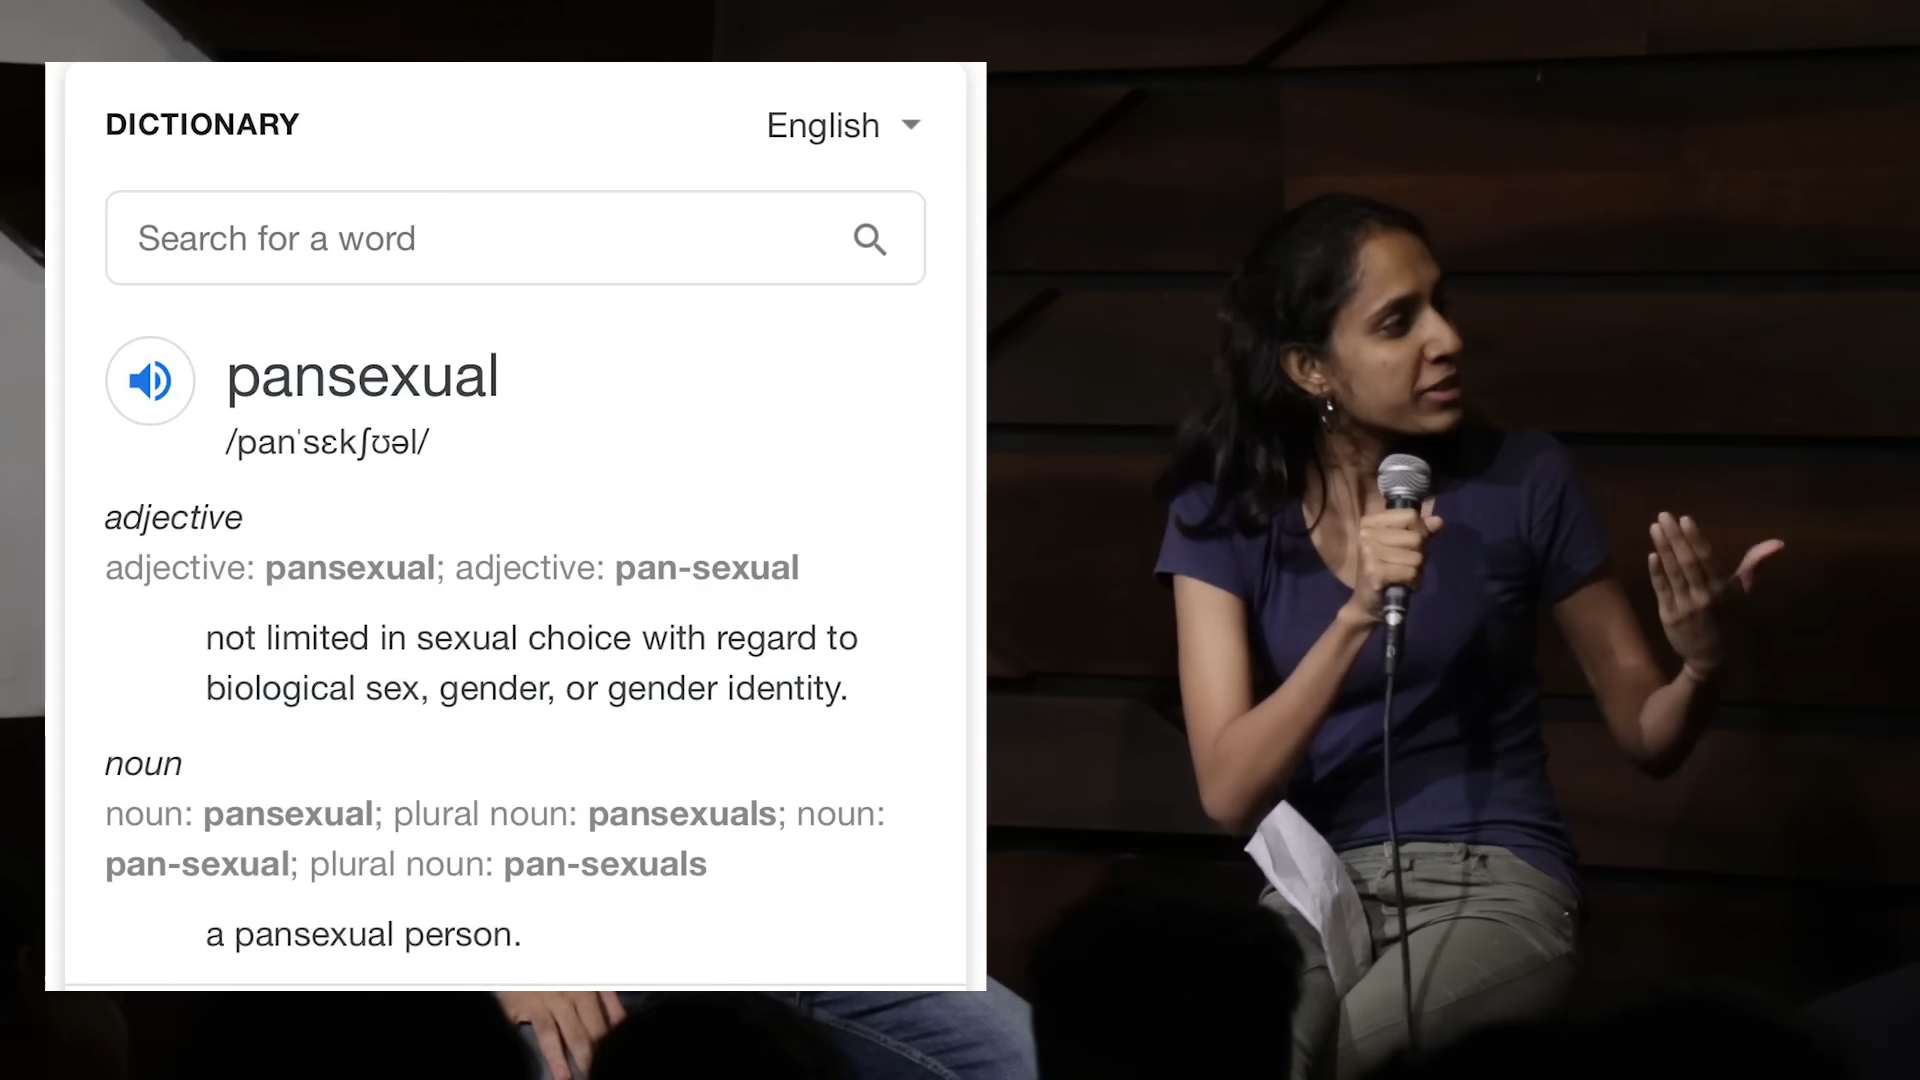 DICTIONARY
English
Search for a word
pansexual
/panˈsɛkʃʊəl/
adjective
adjective: pansexual; adjective: pan-sexual
not limited in sexual choice with regard to
biological sex, gender, or gender identity.
noun
noun: pansexual; plural noun: pansexuals; noun:
pan-sexual; plural noun: pan-sexuals
a pansexual person.